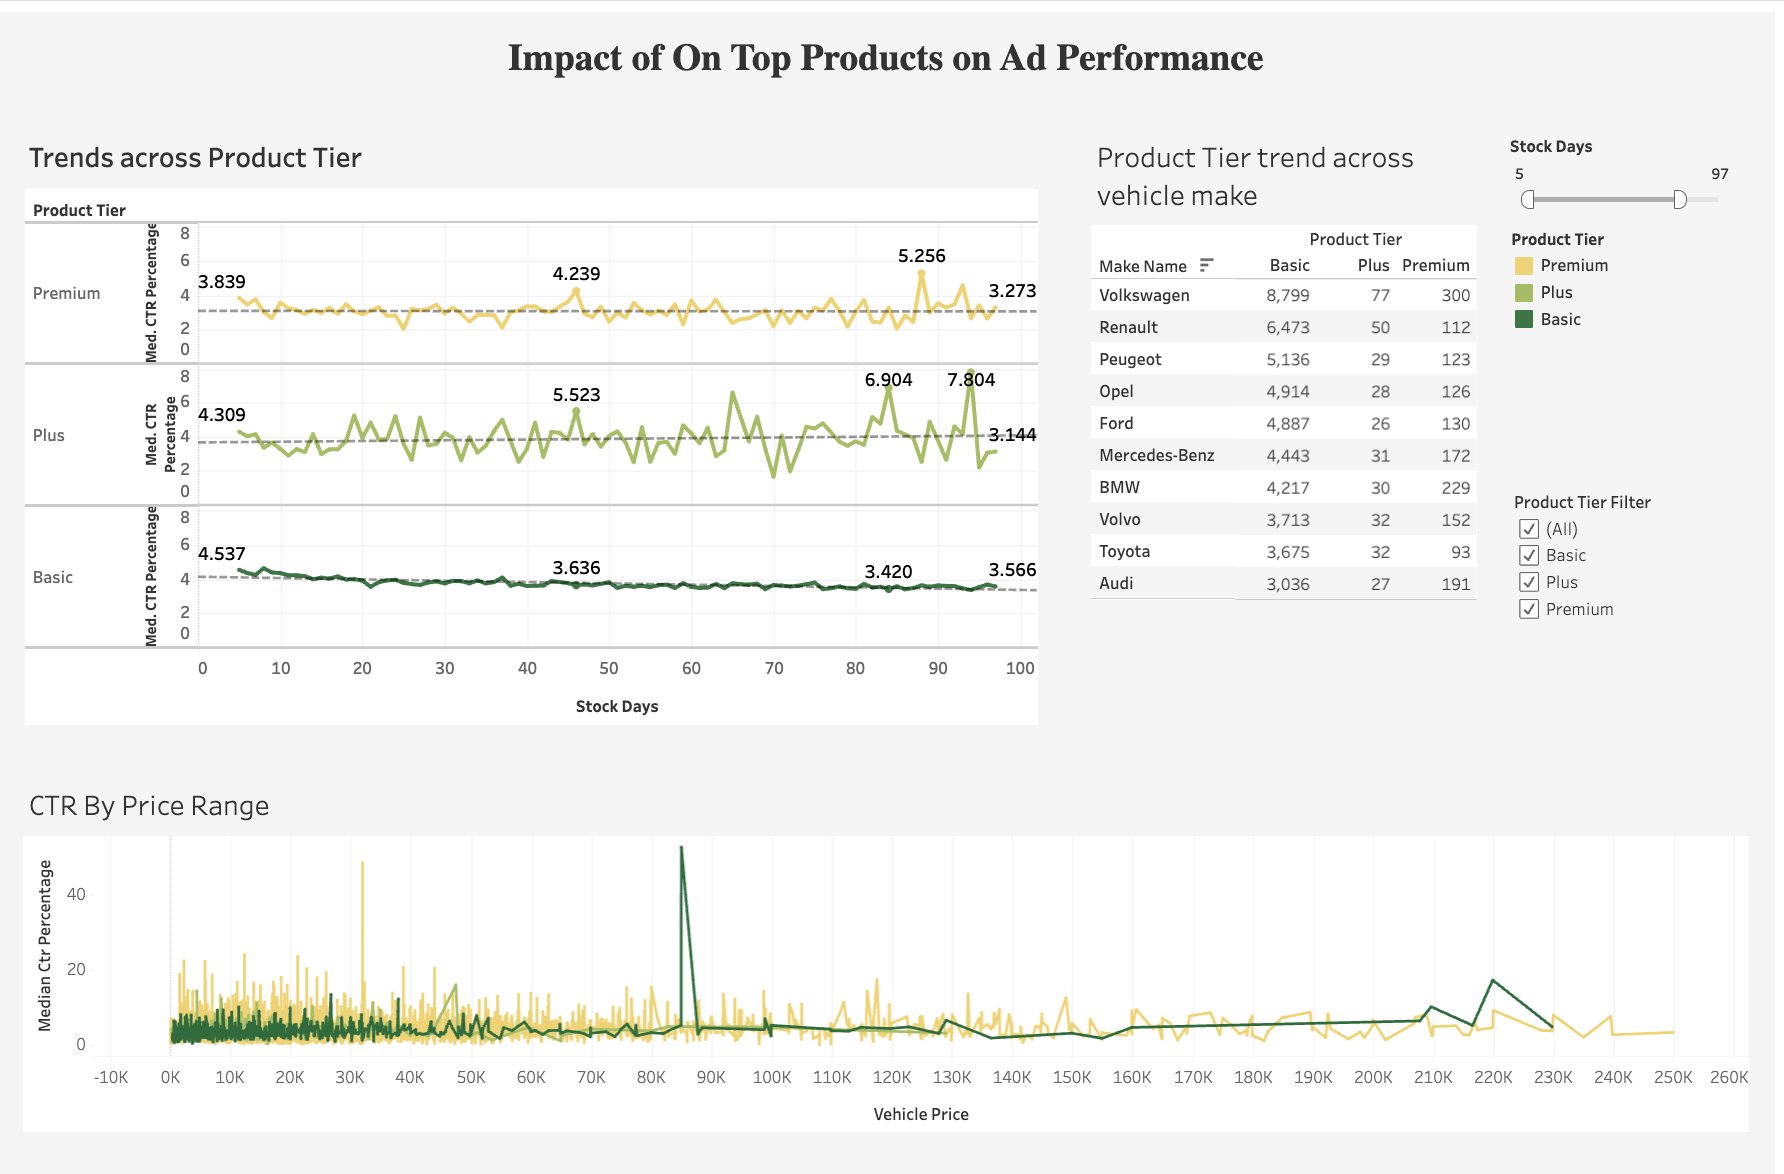 Impact of On Top Products on Ad Performance
Trends across Product Tier
Product Tier
Premium
Med. CTR Percentage
8
6
4
2
0
3.839
4.239
5.256
3.273
Plus
Med. CTR
Percentage
8
6
4
2
0
4.309
5.523
6.904
7.804
3.144
Basic
Med. CTR Percentage
8
6
4
2
0
4.537
3.636
3.420
3.566
0 10 20 30 40 50 60 70 80 90 100
Stock Days
Product Tier trend across
vehicle make
Product Tier
Make Name Basic Plus Premium
Volkswagen 8,799 77 300
Renault 6,473 50 112
Peugeot 5,136 29 123
Opel 4,914 28 126
Ford 4,887 26 130
Mercedes-Benz 4,443 31 172
BMW 4,217 30 229
Volvo 3,713 32 152
Toyota 3,675 32 93
Audi 3,036 27 191
Stock Days
5 97
Product Tier
Premium
Plus
Basic
Product Tier Filter
(All)
Basic
Plus
Premium
CTR By Price Range
Median Ctr Percentage
40
20
0
-10K 0K 10K 20K 30K 40K 50K 60K 70K 80K 90K 100K 110K 120K 130K 140K 150K 160K 170K 180K 190K 200K 210K 220K 230K 240K 250K 260K
Vehicle Price